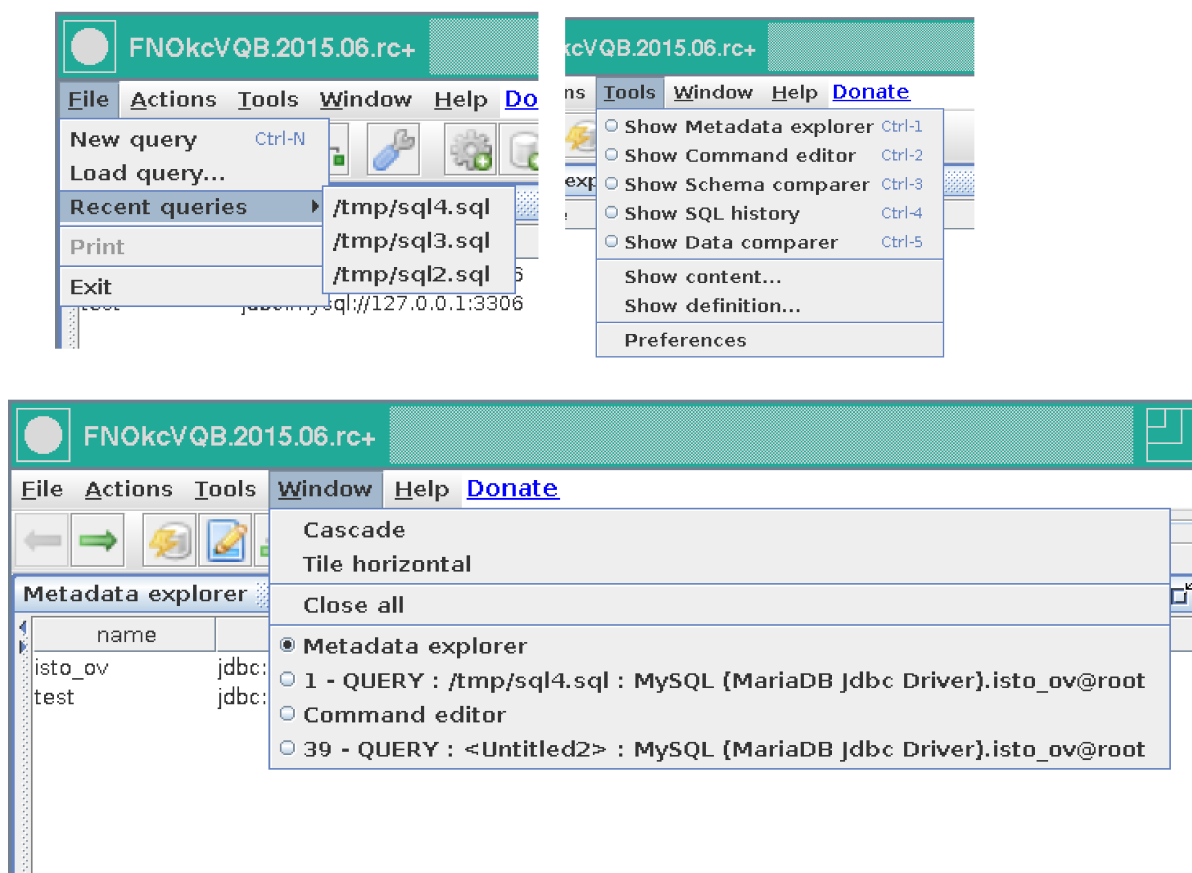 FNOkcVQB.2015.06.rc+
File Actions Tools Window Help Do
New query Ctrl-N
Load query...
Recent queries
/tmp/sql4.sql
/tmp/sql3.sql
Print
/tmp/sql2.sql
Exit
sql://127.0.0.1:3306
cVQB.2015.06.rc+
ns Tools Window Help Donate
Show Metadata explorer Ctrl-1
Show Command editor Ctrl-2
exp Show Schema comparer Ctrl-3
Show SQL history Ctrl-4
Show Data comparer Ctrl-5
Show content...
Show definition...
Preferences
FNOkcVQB.2015.06.rc+
File Actions Tools Window Help Donate
Cascade
Tile horizontal
Close all
Metadata explorer
1 - QUERY : /tmp/sql4.sql : MySQL (MariaDB Jdbc Driver).isto_ov@root
Command editor
39 - QUERY : <Untitled2> : MySQL (MariaDB Jdbc Driver).isto_ov@root
Metadata explorer
name
isto_ov jdbc:
test jdbc: